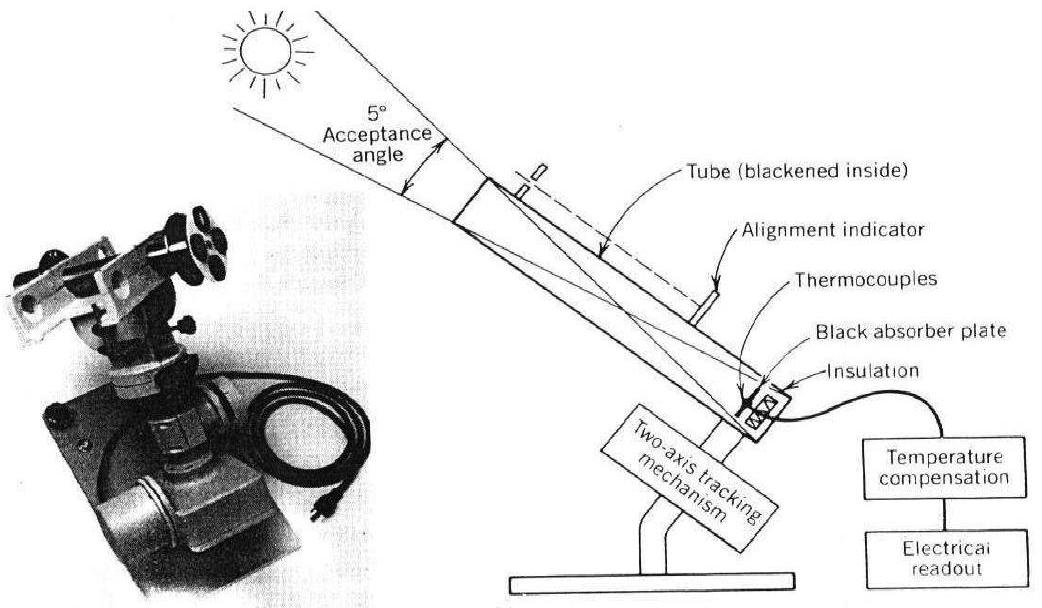 5°
Acceptance
angle
Tube (blackened inside)
Alignment indicator
Thermocouples
Black absorber plate
Insulation
Two-axis tracking
mechanism
Temperature
compensation
Electrical
readout